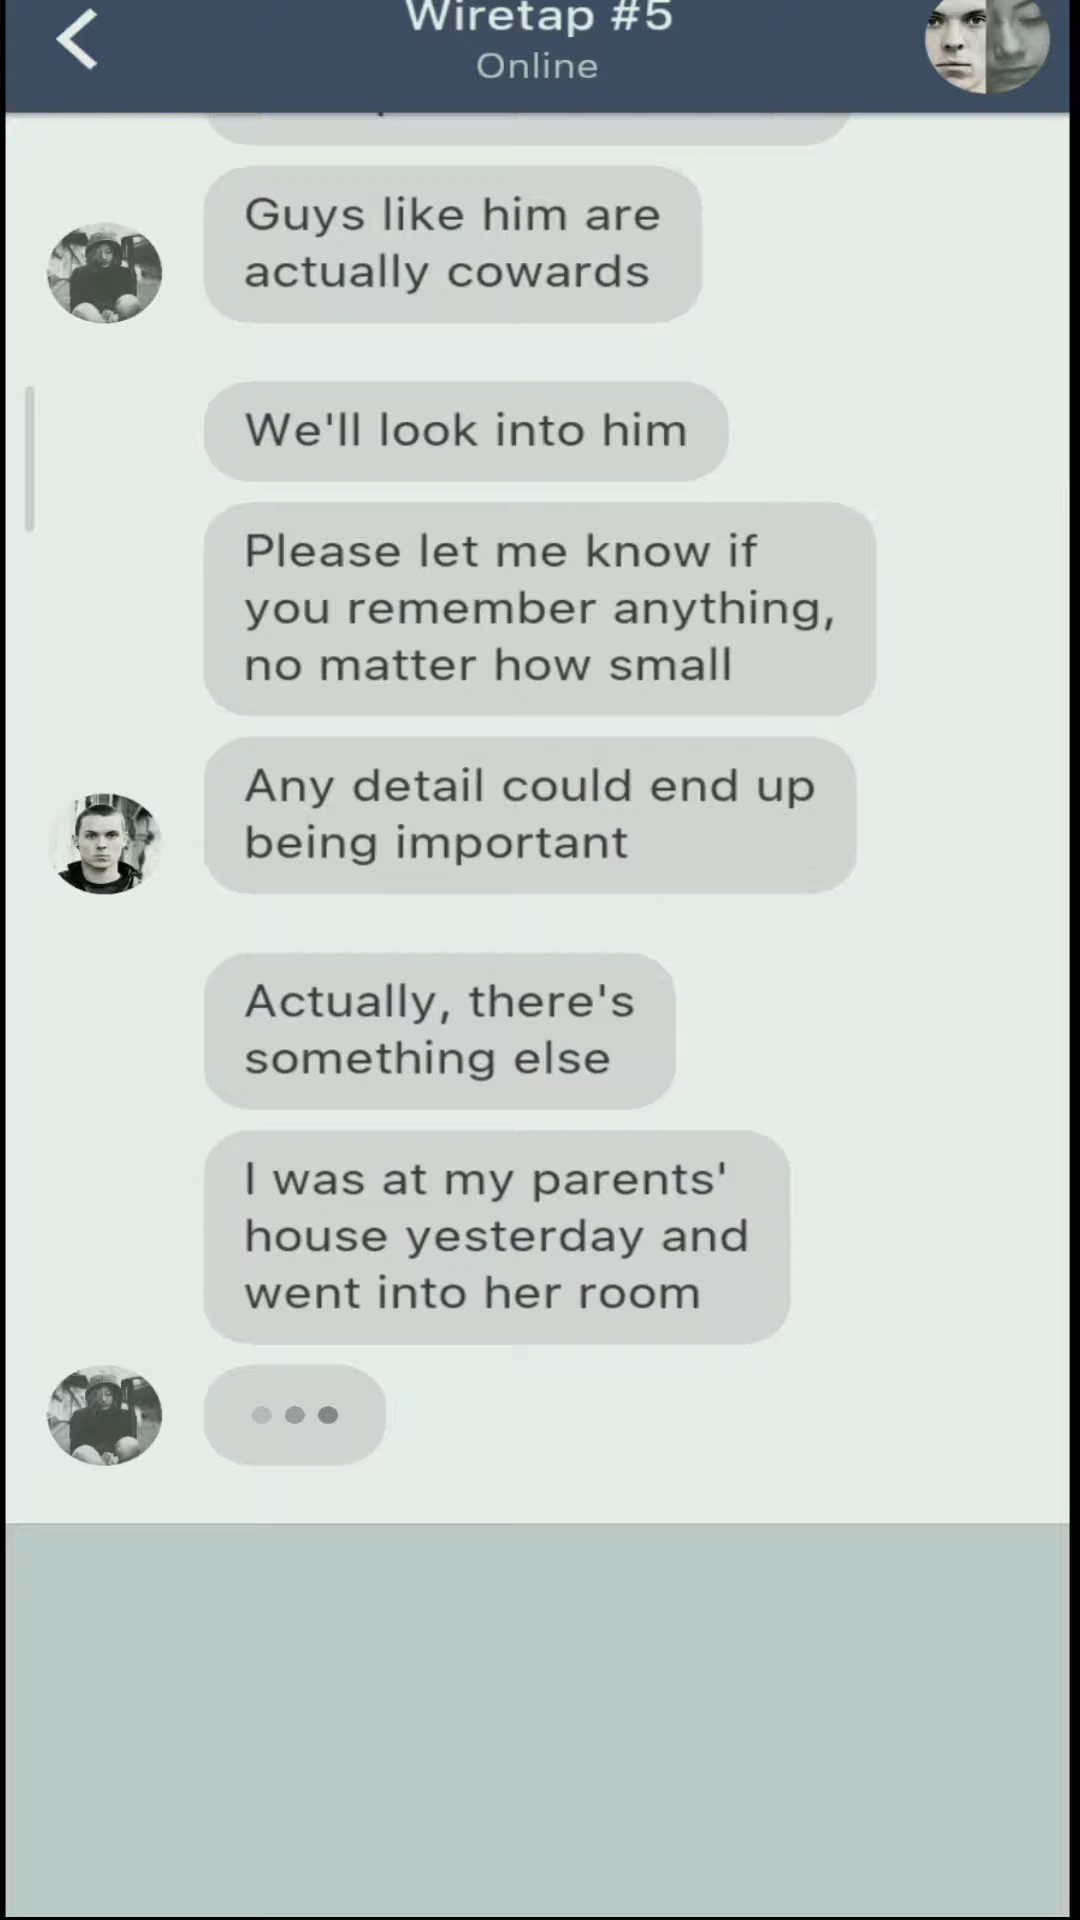 Wiretap #5
Online
Guys like him are
actually cowards
We'll look into him
Please let me know if
you remember anything,
no matter how small
Any detail could end up
being important
Actually, there's
something else
I was at my parents'
house yesterday and
went into her room